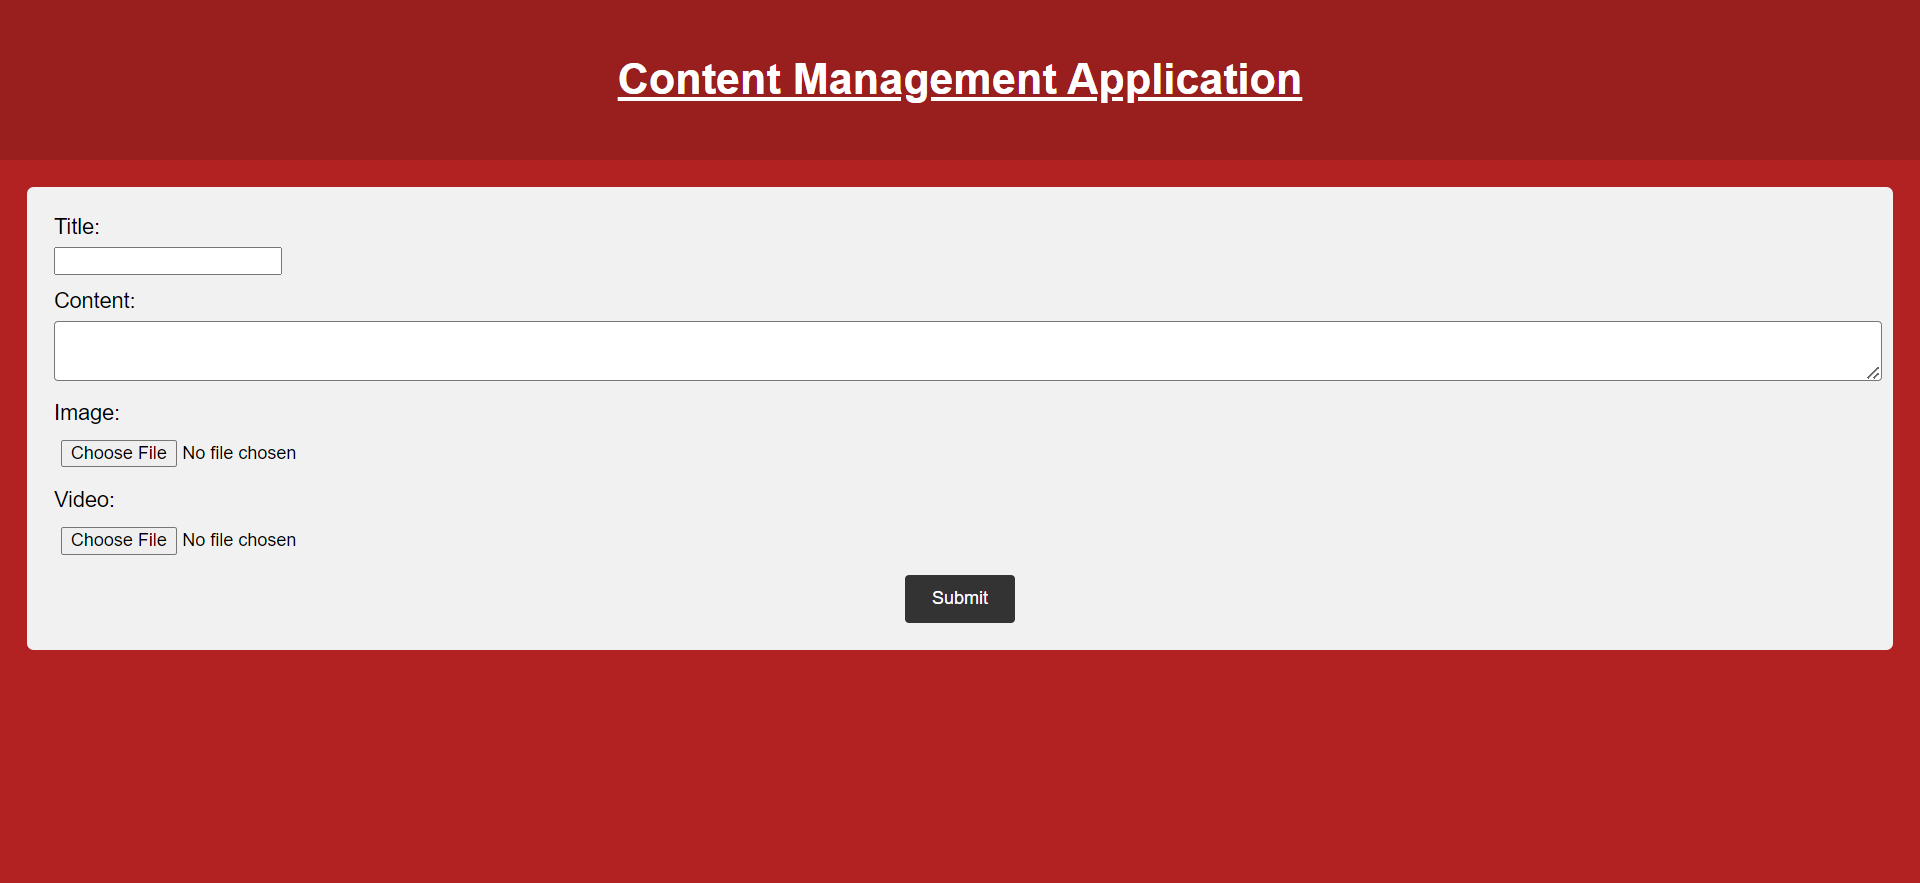 Content Management Application
Title:
Content:
Image:
Choose File No file chosen
Video:
Choose File No file chosen
Submit